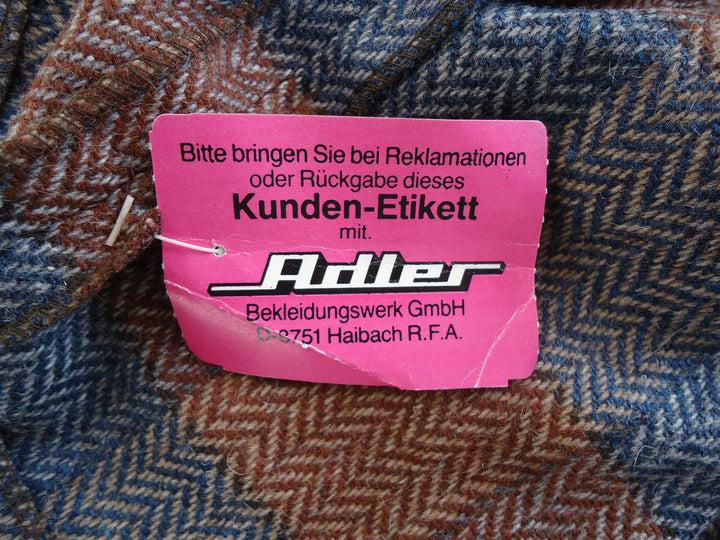 Bitte bringen Sie bei Reklamationen
oder Rückgabe dieses
Kunden-Etikett
mit.
Adler
Bekleidungswerk GmbH
D-8751 Haibach R.F.A.